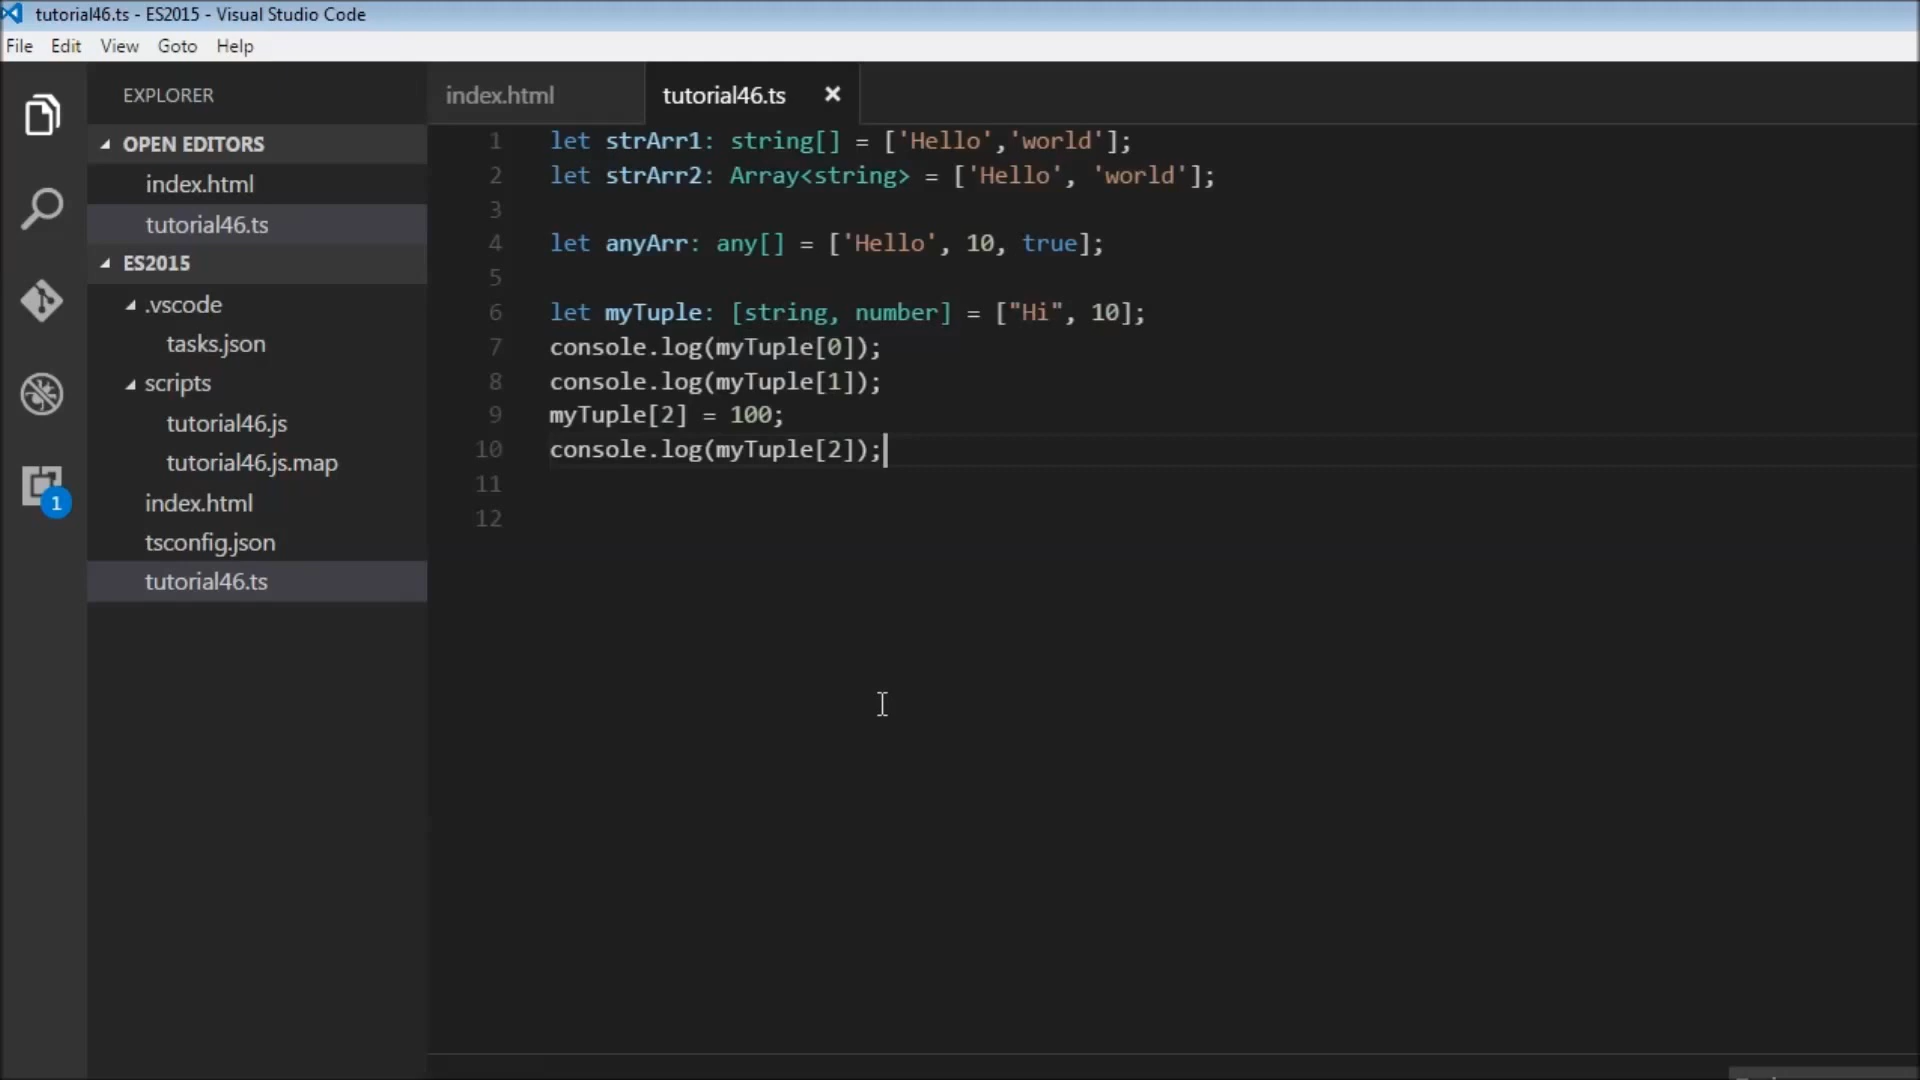 tutorial46.ts - ES2015 - Visual Studio Code
File Edit View Goto Help
EXPLORER
OPEN EDITORS
index.html
tutorial46.ts
ES2015
.vscode
tasks.json
scripts
tutorial46.js
tutorial46.js.map
index.html
tsconfig.json
tutorial46.ts
1
index.html tutorial46.ts
1 let strArr1: string[] = ['Hello','world'];
2 let strArr2: Array<string> = ['Hello', 'world'];
3
4 let anyArr: any[] = ['Hello', 10, true];
5
6 let myTuple: [string, number] = ["Hi", 10];
7 console.log(myTuple[0]);
8 console.log(myTuple[1]);
9 myTuple[2] = 100;
10 console.log(myTuple[2]);
11
12